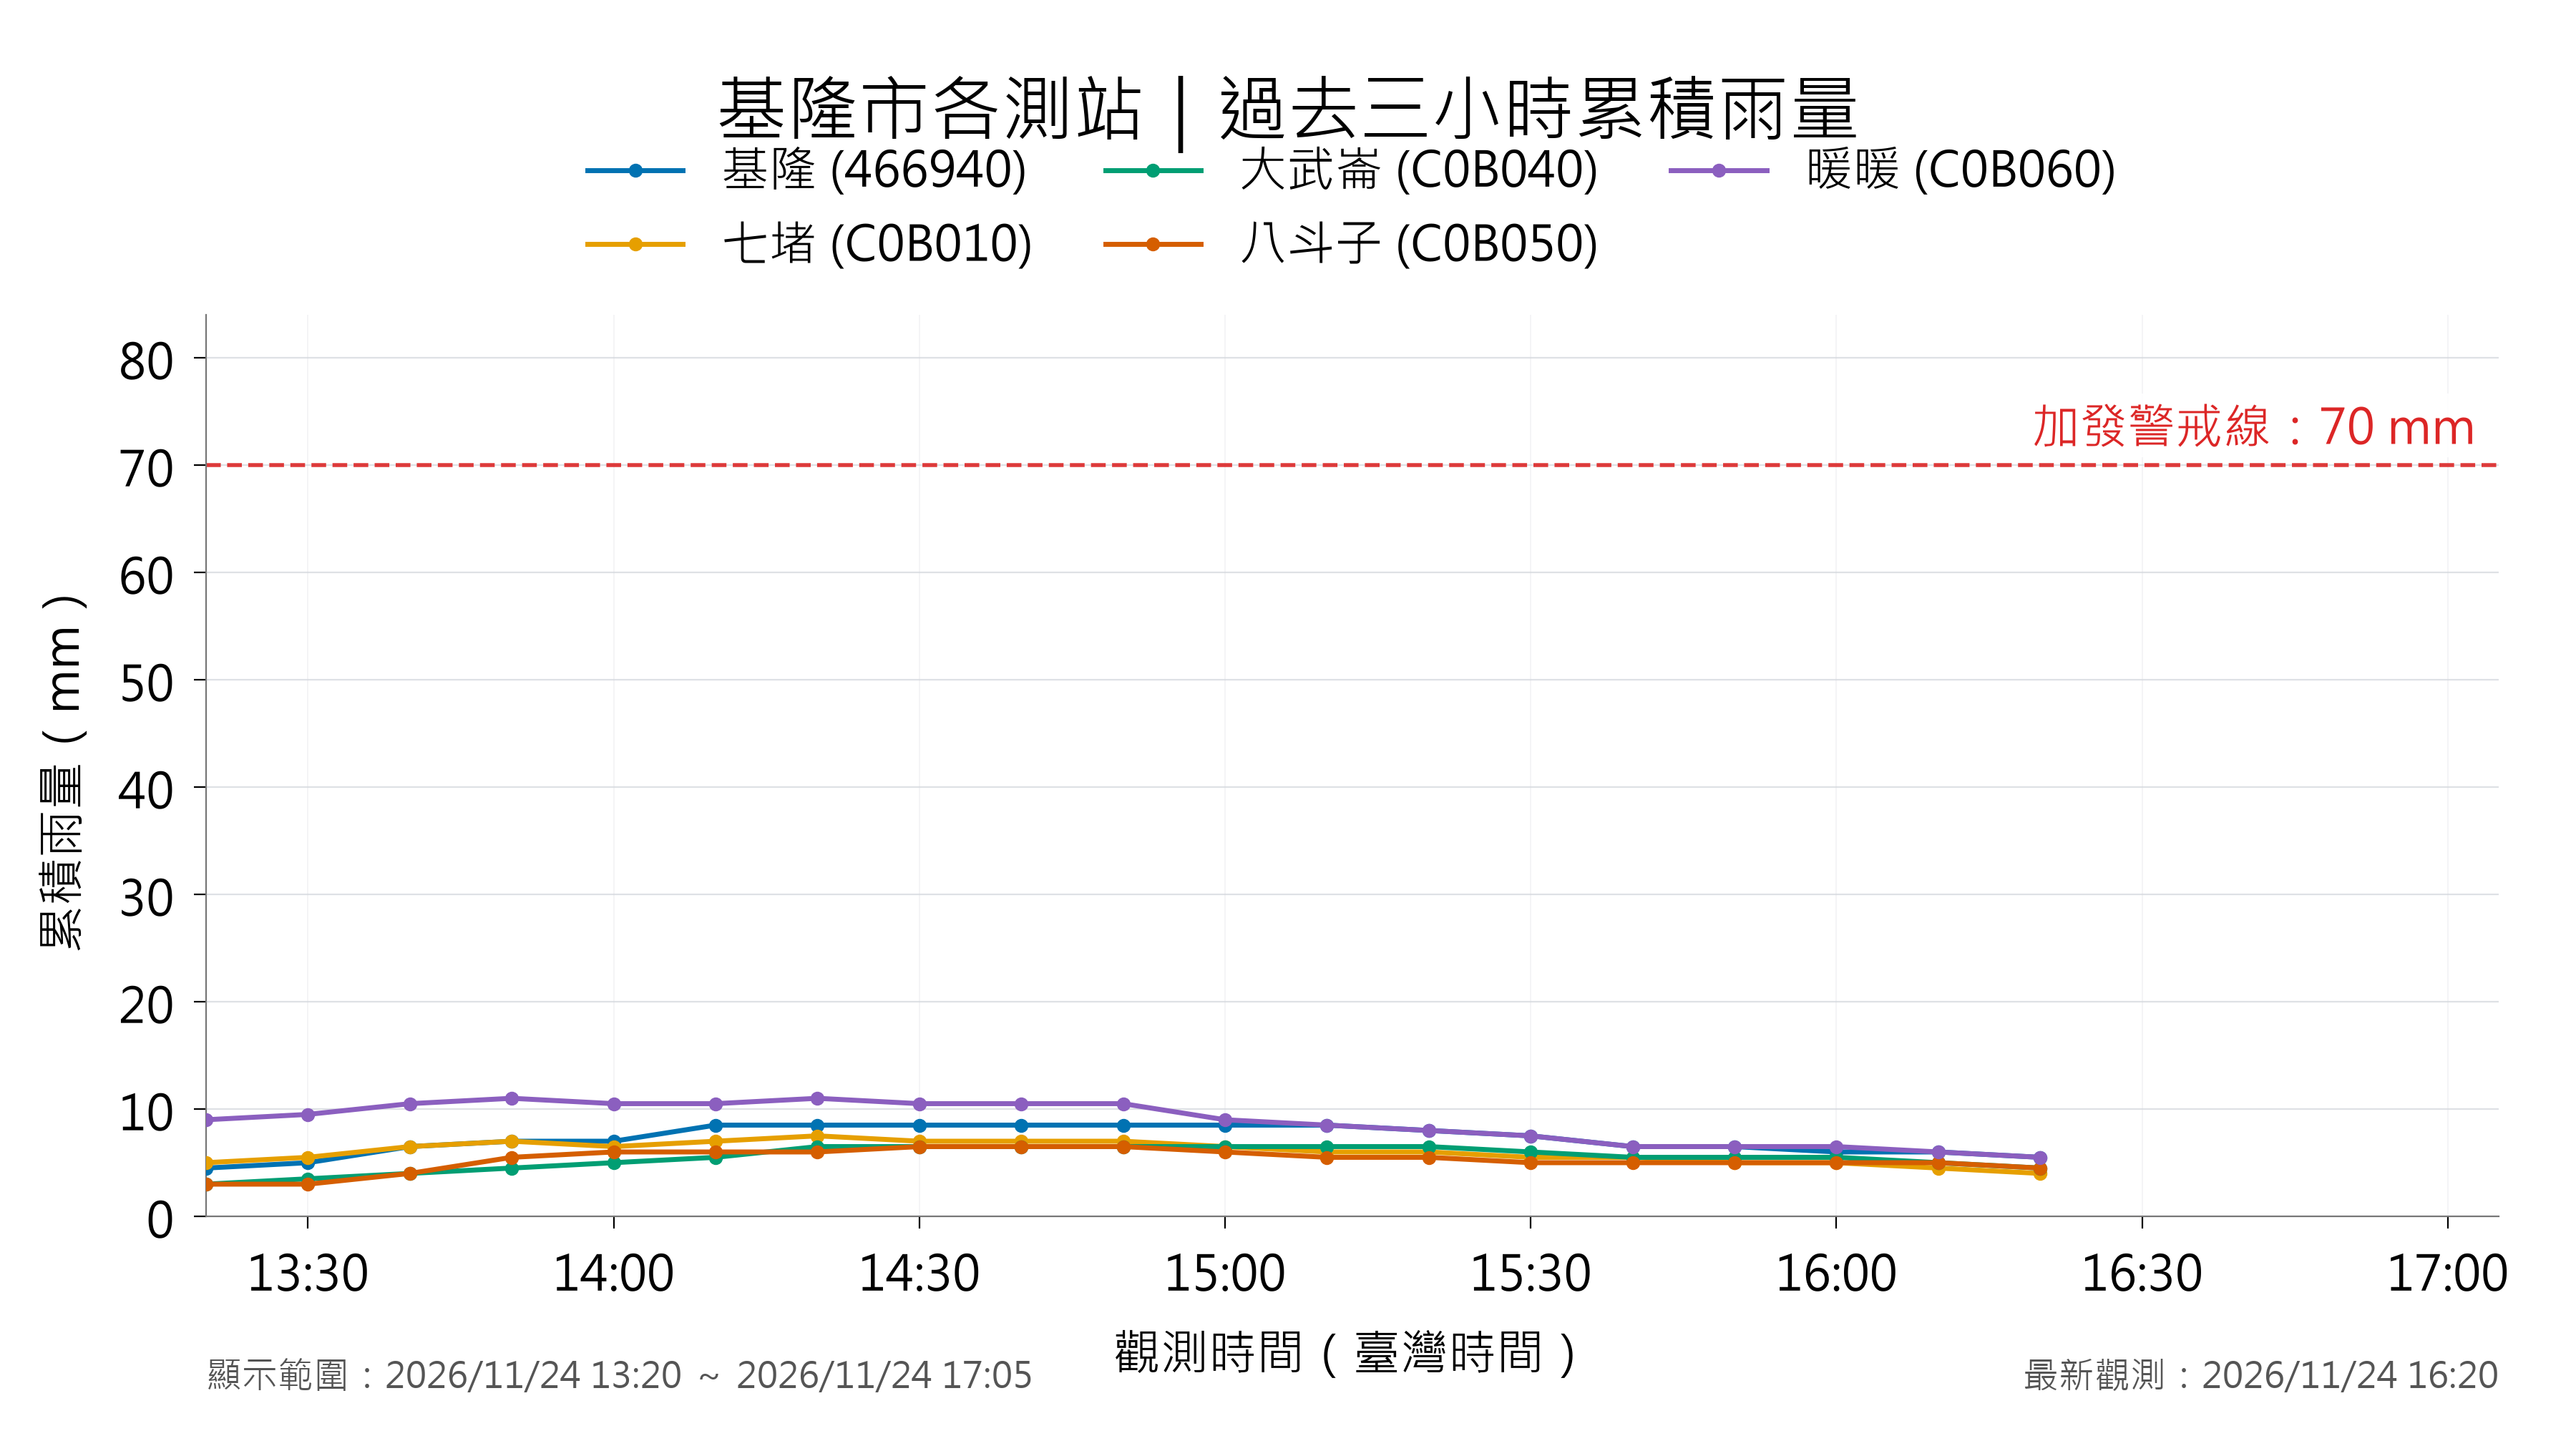 基隆市各測站｜過去三小時累積雨量
基隆 (466940)
大武崙 (C0B040)
暖暖 (C0B060)
七堵 (C0B010)
八斗子 (C0B050)
80
70
60
50
40
30
20
10
0
累積雨量（mm）
加發警戒線：70 mm
13:30
14:00
14:30
15:00
15:30
16:00
16:30
17:00
觀測時間（臺灣時間）
顯示範圍：2026/11/24 13:20 ~ 2026/11/24 17:05
最新觀測：2026/11/24 16:20